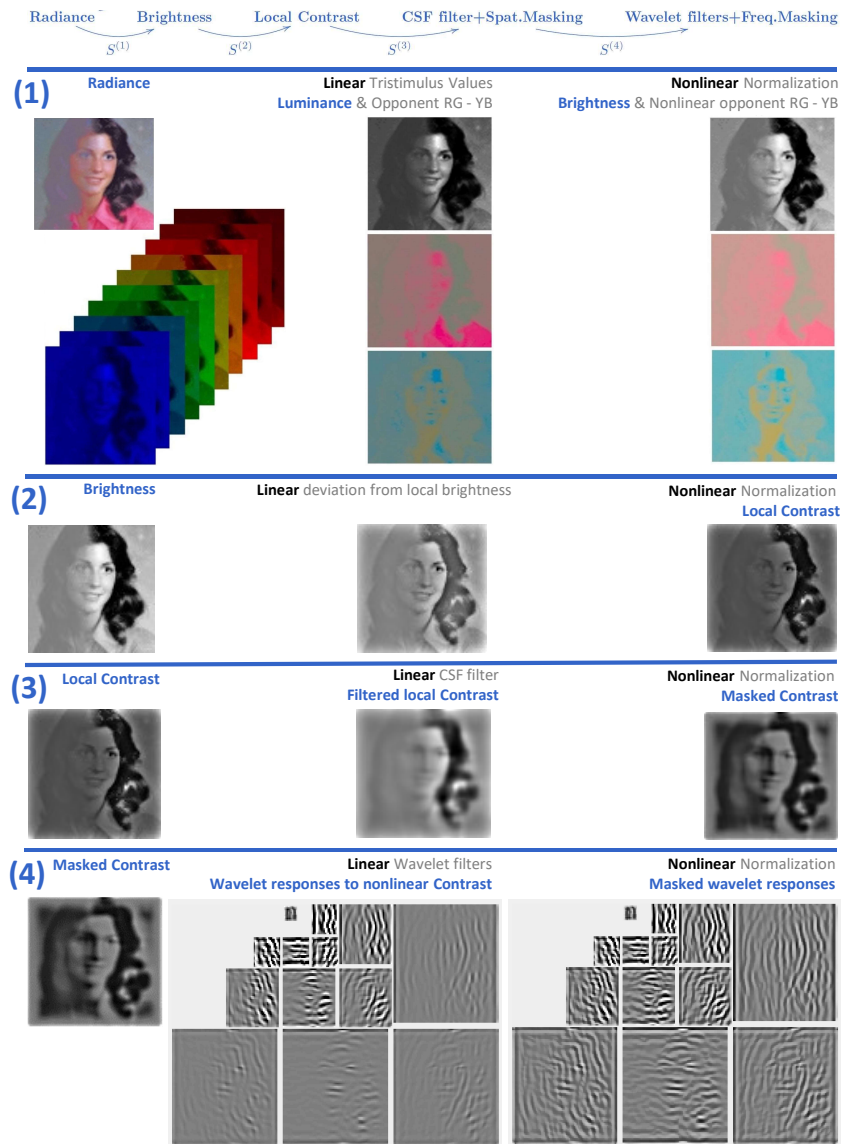 Radiance Brightness Local Contrast CSF filter+Spat.Masking Wavelet filters+Freq.Masking
S(1) S(2) S(3) S(4)
(1)
Radiance
Linear Tristimulus Values
Luminance & Opponent RG - YB
Nonlinear Normalization
Brightness & Nonlinear opponent RG - YB
(2)
Brightness
Linear deviation from local brightness
Nonlinear Normalization
Local Contrast
(3)
Local Contrast
Linear CSF filter
Filtered local Contrast
Nonlinear Normalization
Masked Contrast
(4)
Masked Contrast
Linear Wavelet filters
Wavelet responses to nonlinear Contrast
Nonlinear Normalization
Masked wavelet responses